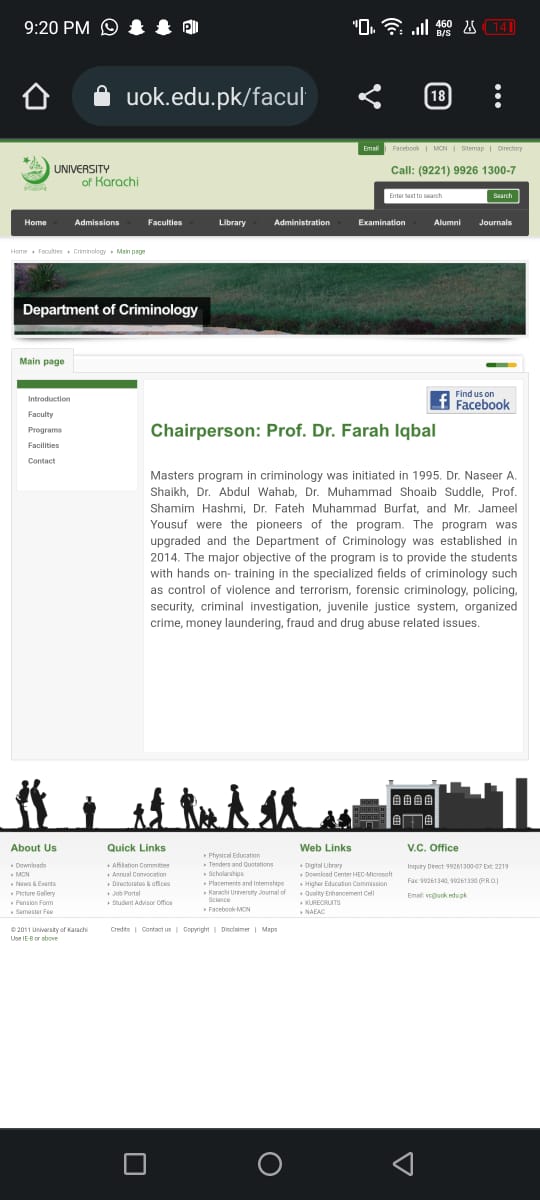 9:20 PM
460 B/S
14
uok.edu.pk/facul
18
Email | Facebook | MCN | Sitemap | Directory
UNIVERSITY
of Karachi
Call: (9221) 9926 1300-7
Enter text to search
Search
Home Admissions Faculties Library Administration Examination Alumni Journals
Home Faculties Criminology Main page
Department of Criminology
Main page
Introduction
Faculty
Programs
Facilities
Contact
Find us on
Facebook
Chairperson: Prof. Dr. Farah Iqbal
Masters program in criminology was initiated in 1995. Dr. Naseer A.
Shaikh, Dr. Abdul Wahab, Dr. Muhammad Shoaib Suddle, Prof.
Shamim Hashmi, Dr. Fateh Muhammad Burfat, and Mr. Jameel
Yousuf were the pioneers of the program. The program was
upgraded and the Department of Criminology was established in
2014. The major objective of the program is to provide the students
with hands on- training in the specialized fields of criminology such
as control of violence and terrorism, forensic criminology, policing,
security, criminal investigation, juvenile justice system, organized
crime, money laundering, fraud and drug abuse related issues.
About Us
Downloads
MCN
News & Events
Picture Gallery
Pension Form
Semester Fee
Quick Links
Affiliation Committee
Annual Convocation
Directorates & offices
Job Portal
Student Advisor Office
Physical Education
Tenders and Quotations
Scholarships
Placements and Internships
Karachi University Journal of
Science
Facebook-MCN
Web Links
Digital Library
Download Center HEC-Microsoft
Higher Education Commission
Quality Enhancement Cell
KURECRUITS
NAEAC
V.C. Office
Inquiry Direct: 99261300-07 Ext: 2219
Fax: 99261340, 99261330 (P.R.O.)
Email: vc@uok.edu.pk
© 2011 University of Karachi
Use IE-8 or above
Credits | Contact us | Copyright | Disclaimer | Maps